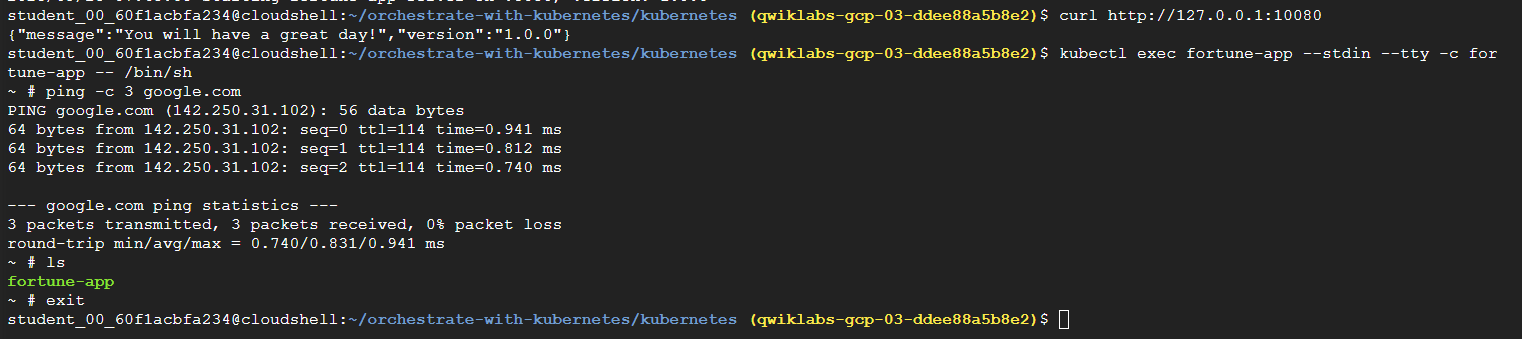 student_00_60f1acbfa234@cloudshell:~/orchestrate-with-kubernetes/kubernetes (qwiklabs-gcp-03-ddee88a5b8e2)$ curl http://127.0.0.1:10080
{"message":"You will have a great day!","version":"1.0.0"}
student_00_60f1acbfa234@cloudshell:~/orchestrate-with-kubernetes/kubernetes (qwiklabs-gcp-03-ddee88a5b8e2)$ kubectl exec fortune-app --stdin --tty -c for
tune-app -- /bin/sh
~ # ping -c 3 google.com
PING google.com (142.250.31.102): 56 data bytes
64 bytes from 142.250.31.102: seq=0 ttl=114 time=0.941 ms
64 bytes from 142.250.31.102: seq=1 ttl=114 time=0.812 ms
64 bytes from 142.250.31.102: seq=2 ttl=114 time=0.740 ms

--- google.com ping statistics ---
3 packets transmitted, 3 packets received, 0% packet loss
round-trip min/avg/max = 0.740/0.831/0.941 ms
~ # ls
fortune-app
~ # exit
student_00_60f1acbfa234@cloudshell:~/orchestrate-with-kubernetes/kubernetes (qwiklabs-gcp-03-ddee88a5b8e2)$